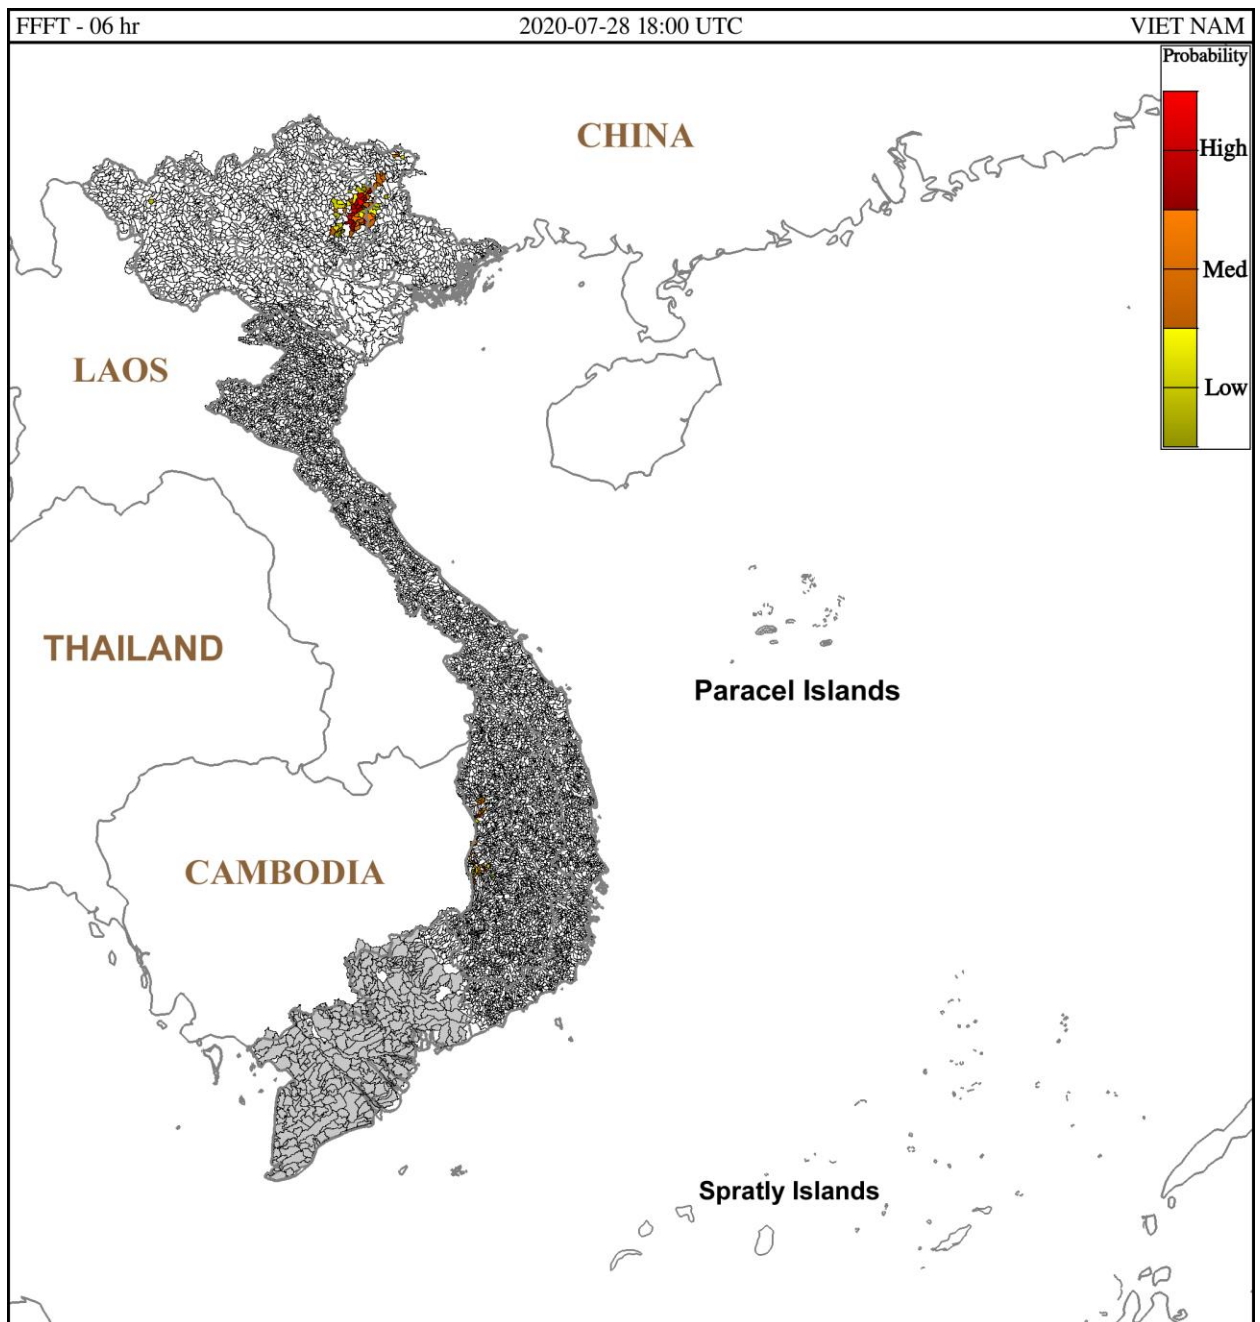 FFFT - 06 hr
2020-07-28 18:00 UTC
VIET NAM
Probability
CHINA
High
Med
LAOS
Low
THAILAND
Paracel Islands
CAMBODIA
Spratly Islands